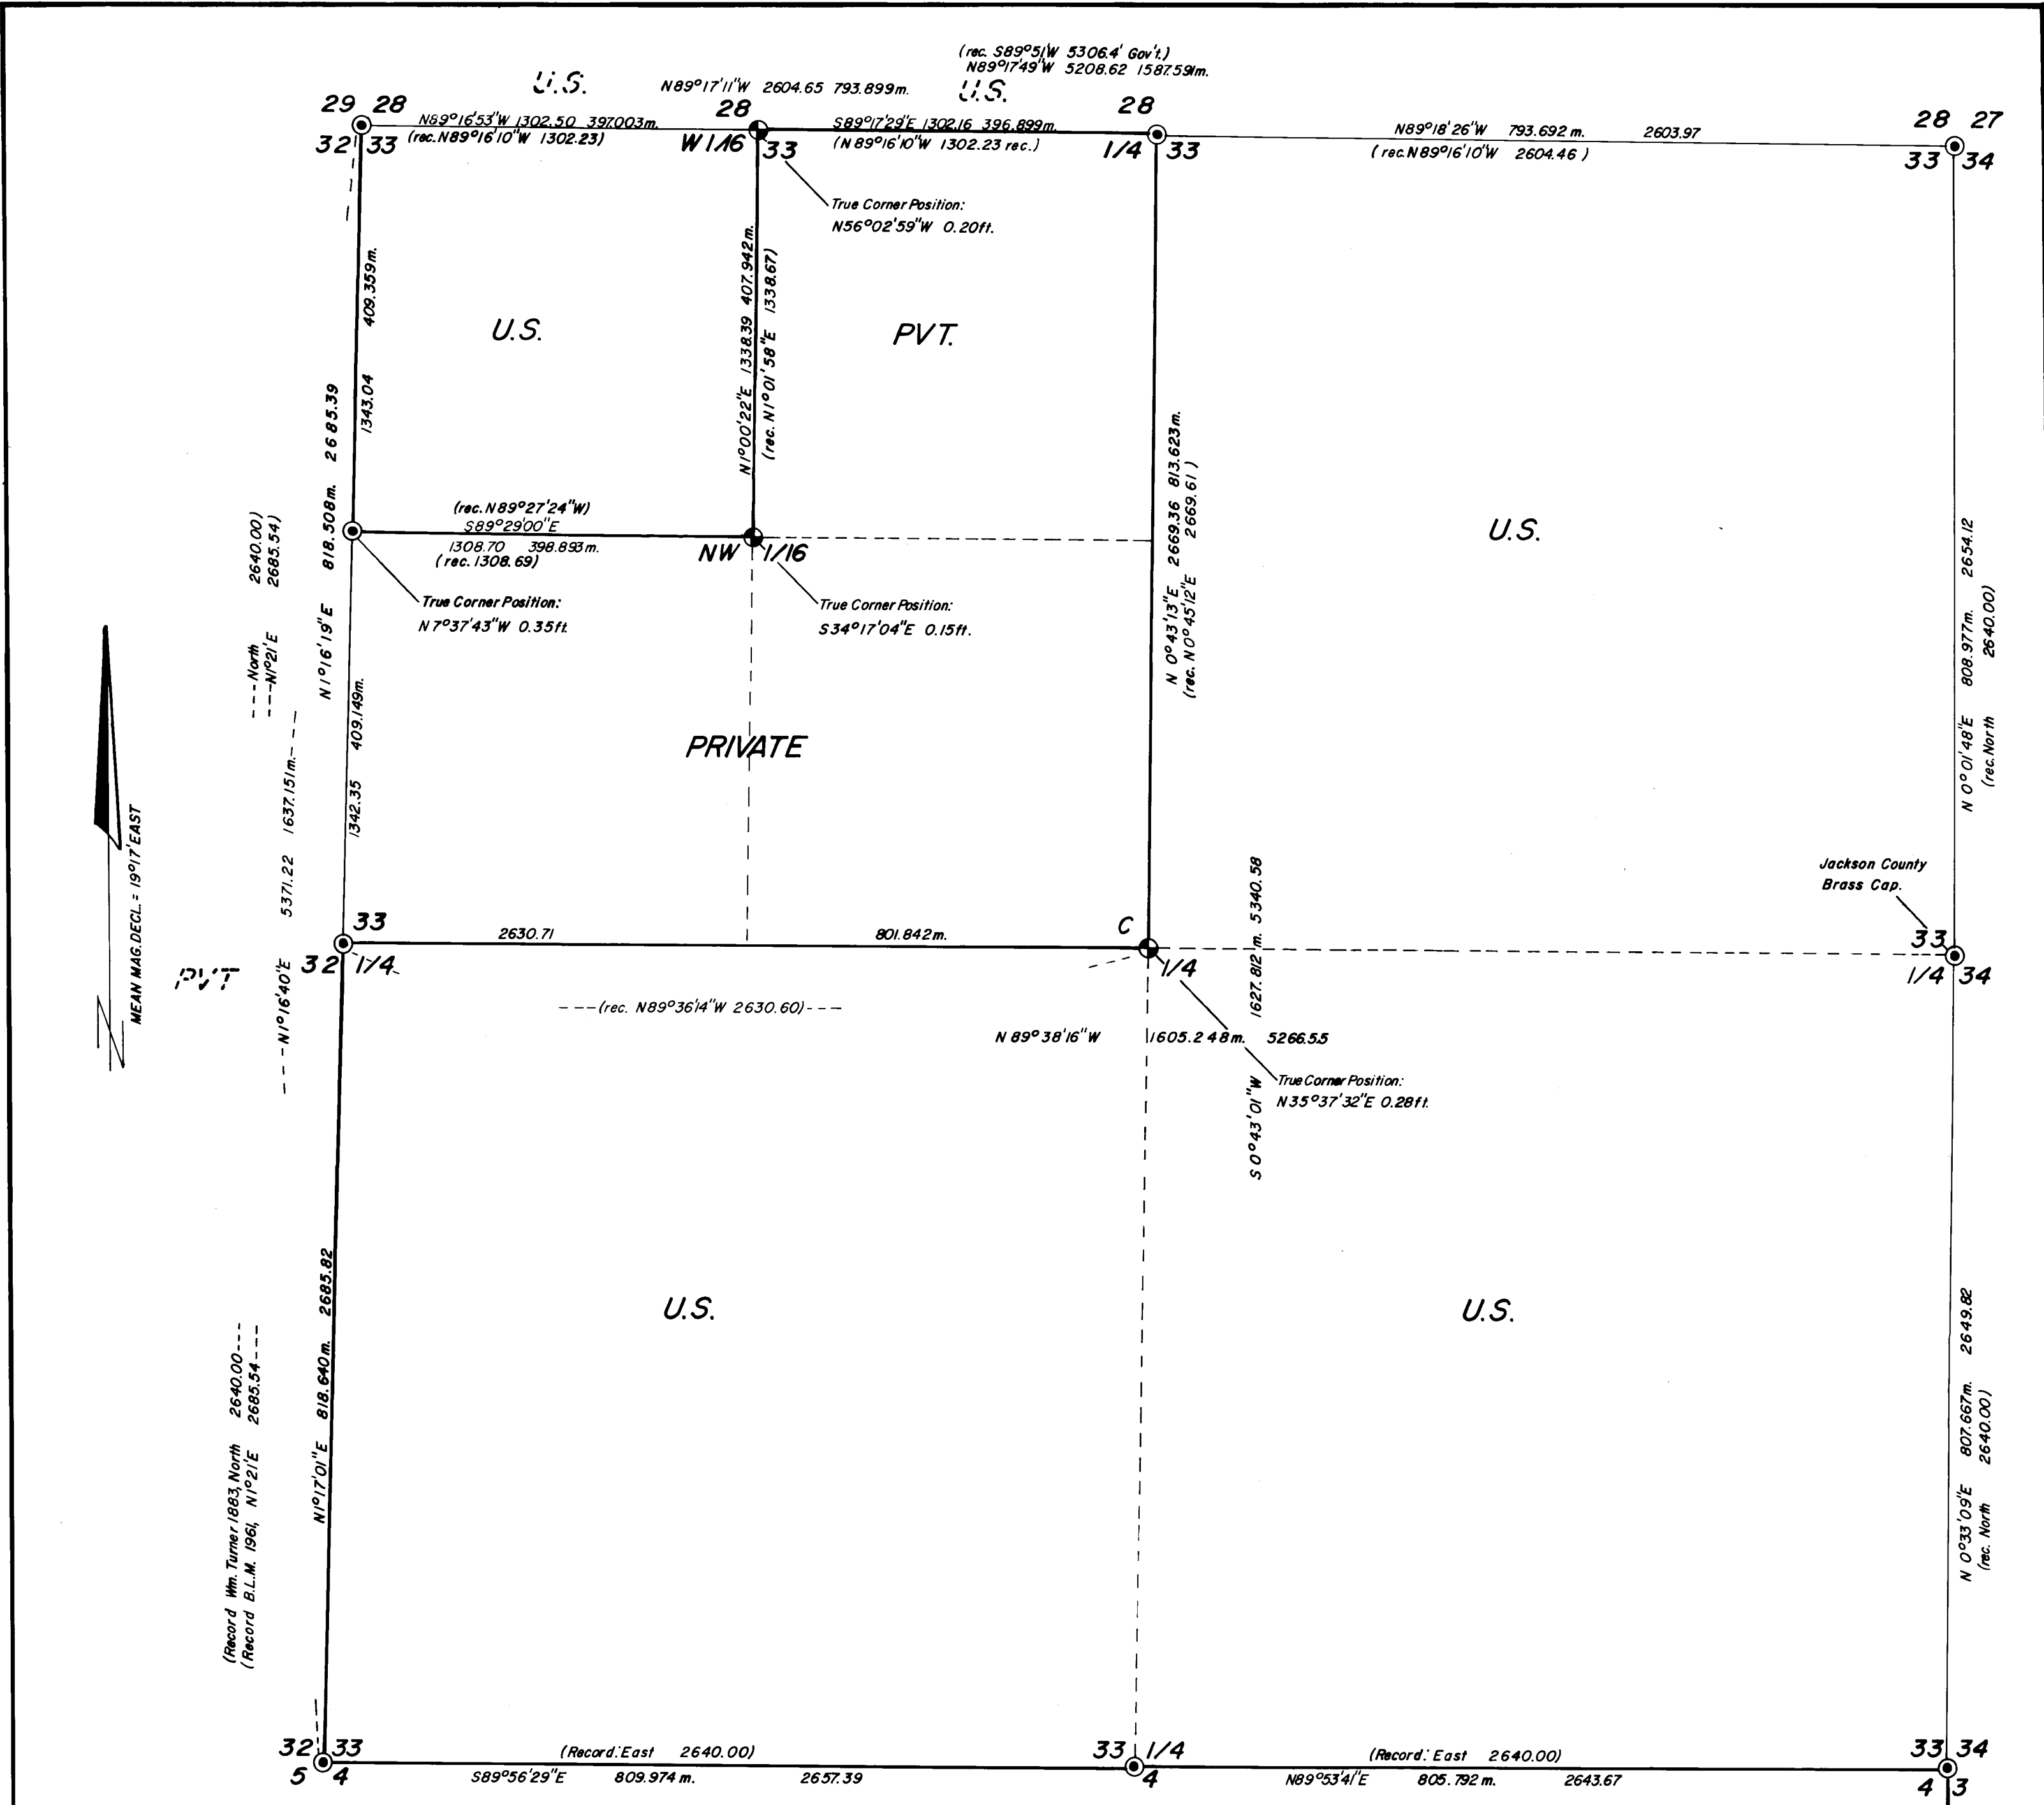 (rec. S89°51'W 5306.4' Gov't.)
N89°17'49"W 5208.62 1587.591m.
U.S.
N89°17'11"W 2604.65 793.899m.
U.S.
29 28
28
28
28 27
N89°16'53"W 1302.50 397.003m.
S89°17'29"E 1302.16 396.899m.
N89°18'26"W 793.692 m. 2603.97
32 33
(rec. N89°16'10"W 1302.23)
W 1/16 33
(N 89°16'10"W 1302.23 rec.)
1/4 33
(rec. N89°16'10"W 2604.46)
33 34
True Corner Position:
N56°02'59"W 0.20ft.
1343.04 409.359m.
N1°00'22"E 1338.39 407.942m.
(rec. N1°01'58"E 1338.67)
U.S.
PVT.
N1°16'19"E 818.508m. 2685.39
N 0°43'13"E 2669.36 813.623m.
(rec. N0°45'12"E 2669.61)
U.S.
(rec. N89°27'24"W)
S89°29'00"E
1308.70 398.893m.
(rec. 1308.69)
NW 1/16
---North 2640.00)
---N1°21'E 2685.54)
True Corner Position:
N7°37'43"W 0.35ft.
True Corner Position:
S34°17'04"E 0.15ft.
N 0°01'48"E 808.977m. 2654.12
(rec. North 2640.00)
1342.35 409.149m.
PRIVATE
MEAN MAG. DECL. = 19°17' EAST
---N1°16'40"E 5371.22 1637.151m.---
Jackson County
Brass Cap.
33
2630.71 801.842m.
C
33
32 1/4
1/4
1/4 34
PVT
---(rec. N89°36'14"W 2630.60)---
N 89°38'16"W 1605.248m. 5266.55
S 0°43'01"W 1627.812 m. 5340.58
True Corner Position:
N35°37'32"E 0.28ft.
U.S.
U.S.
N1°17'01"E 818.640m. 2685.82
(Record Wm. Turner 1883, North 2640.00---
(Record B.L.M. 1961, N1°21'E 2685.54---
N 0°33'09"E 807.667m. 2649.82
(rec. North 2640.00)
32 33
(Record: East 2640.00)
33 1/4
(Record: East 2640.00)
33 34
5 4
S89°56'29"E 809.974 m. 2657.39
4
N89°53'41"E 805.792 m. 2643.67
4 3